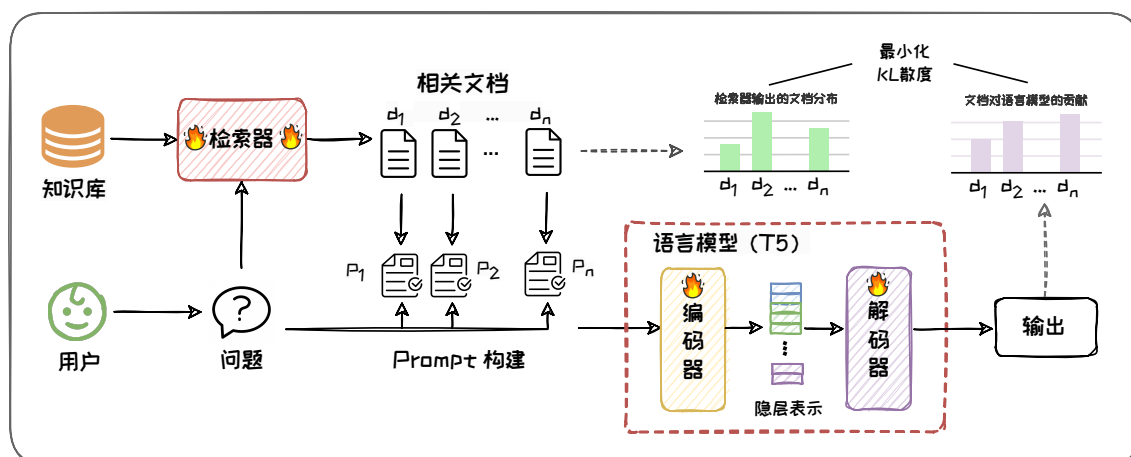 最小化
KL散度
相关文档
检索器输出的文档分布
文档对语言模型的贡献
d1 d2 ... dn
检索器
...
知识库
d1 d2 ... dn
d1 d2 ... dn
语言模型（T5）
P1 P2 Pn
?
编码器
解码器
输出
用户
问题
Prompt 构建
隐层表示